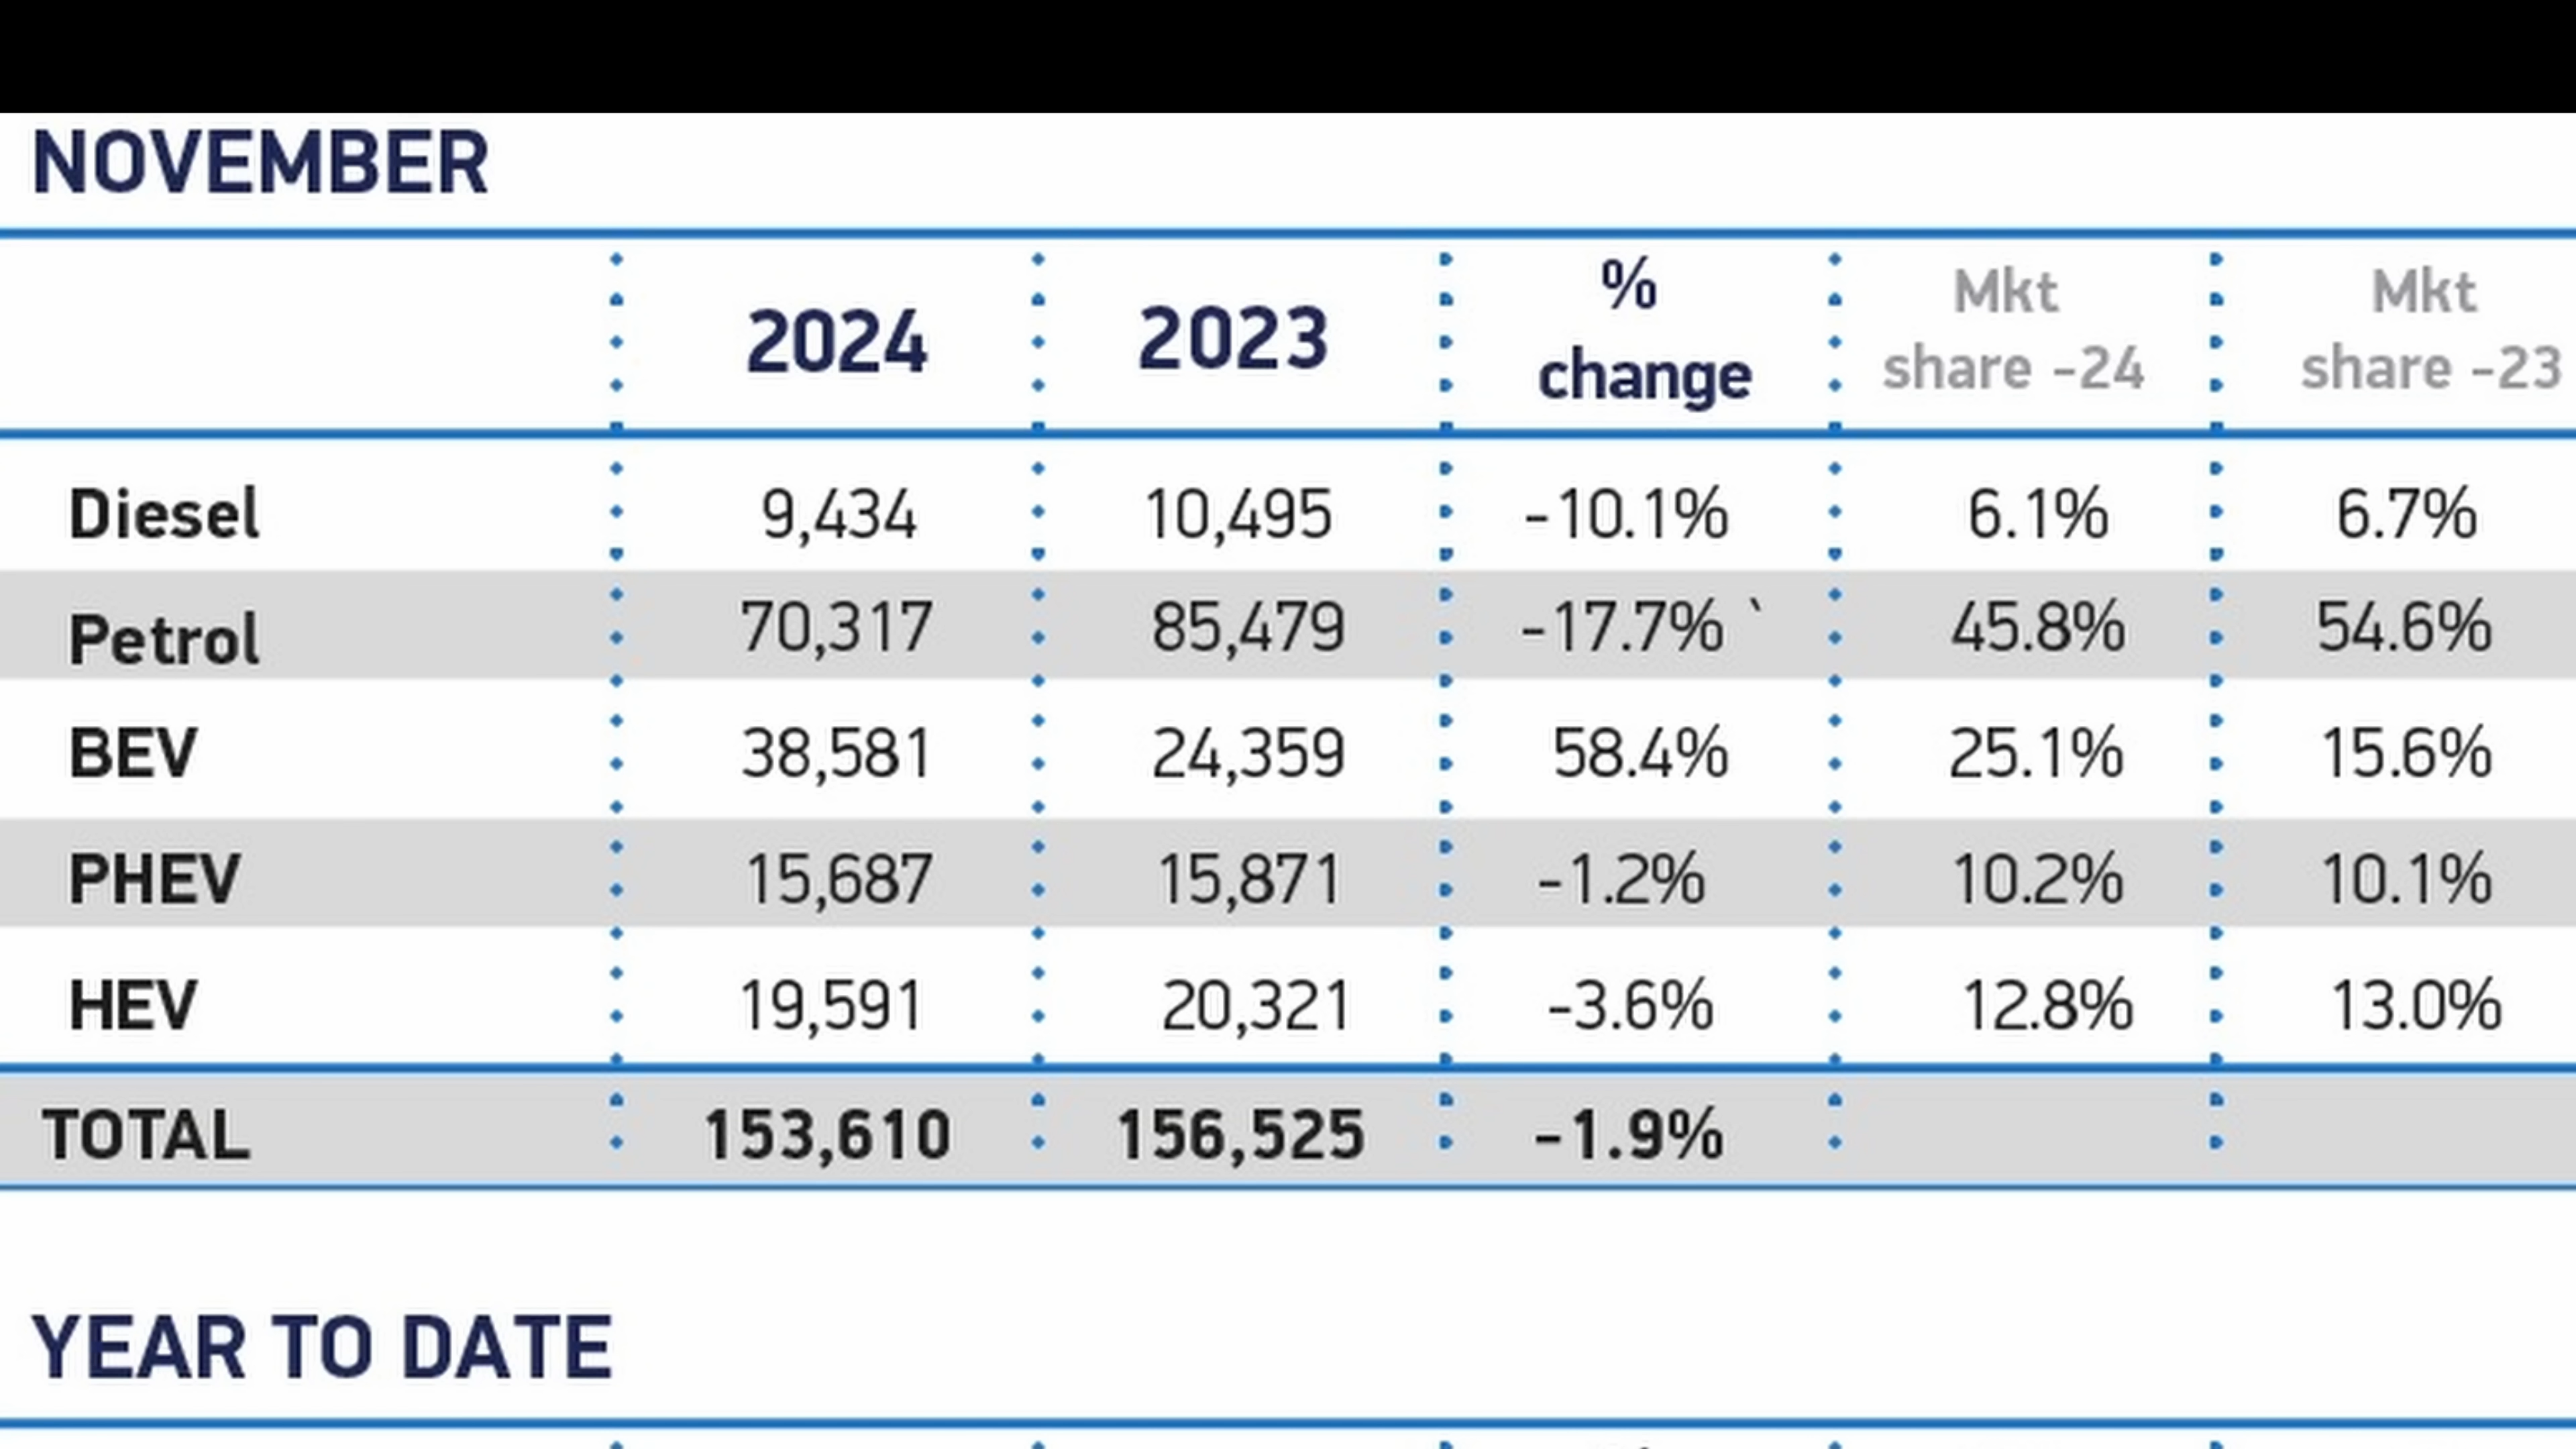 NOVEMBER
2024 2023 % change Mkt share -24 Mkt share -23
Diesel 9,434 10,495 -10.1% 6.1% 6.7%
Petrol 70,317 85,479 -17.7% ` 45.8% 54.6%
BEV 38,581 24,359 58.4% 25.1% 15.6%
PHEV 15,687 15,871 -1.2% 10.2% 10.1%
HEV 19,591 20,321 -3.6% 12.8% 13.0%
TOTAL 153,610 156,525 -1.9%
YEAR TO DATE